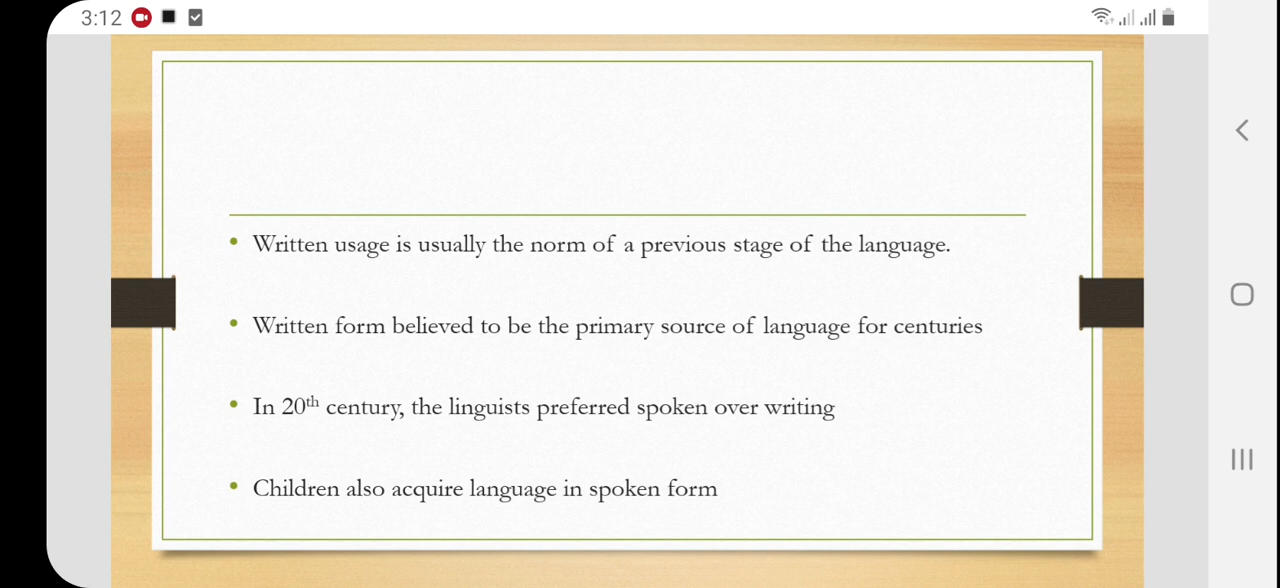 3:12
• Written usage is usually the norm of a previous stage of the language.
• Written form believed to be the primary source of language for centuries
• In 20th century, the linguists preferred spoken over writing
• Children also acquire language in spoken form